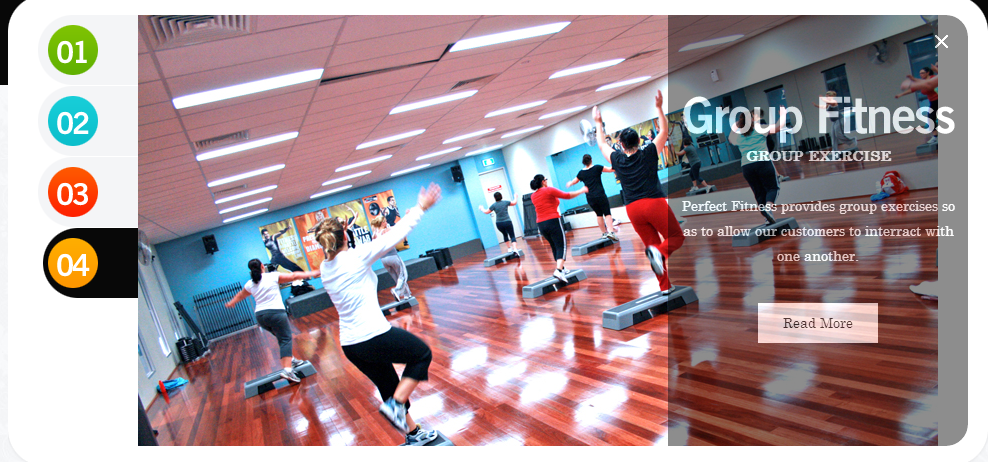 01
02
03
04
Group Fitness
GROUP EXERCISE
Perfect Fitness provides group exercises so
as to allow our customers to interract with
one another.
Read More